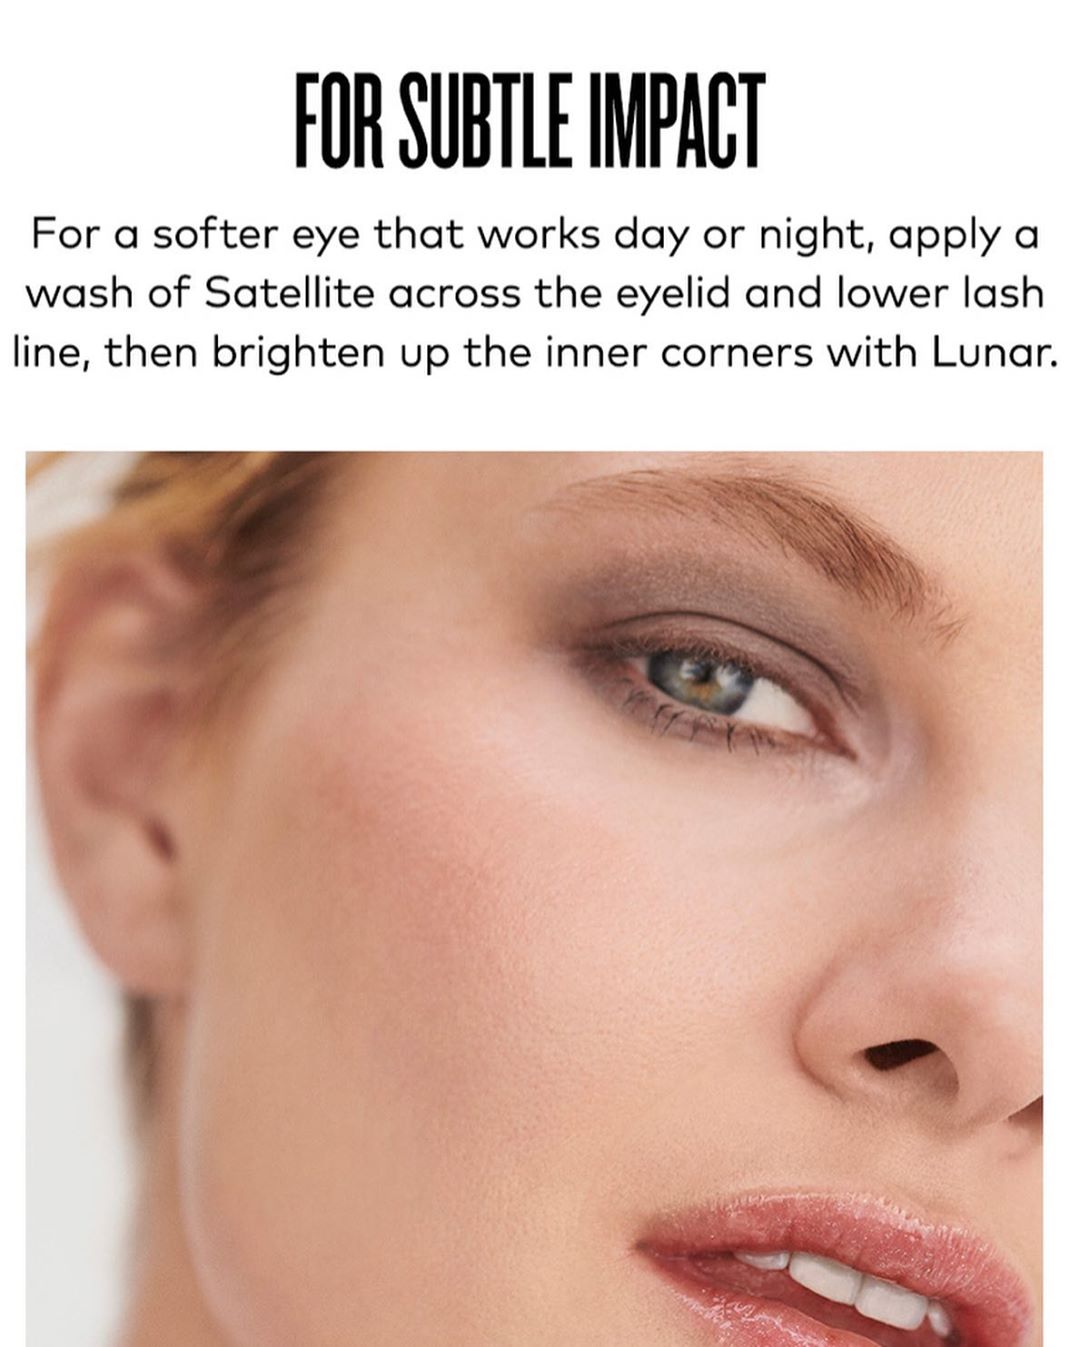 FOR SUBTLE IMPACT
For a softer eye that works day or night, apply a
wash of Satellite across the eyelid and lower lash
line, then brighten up the inner corners with Lunar.